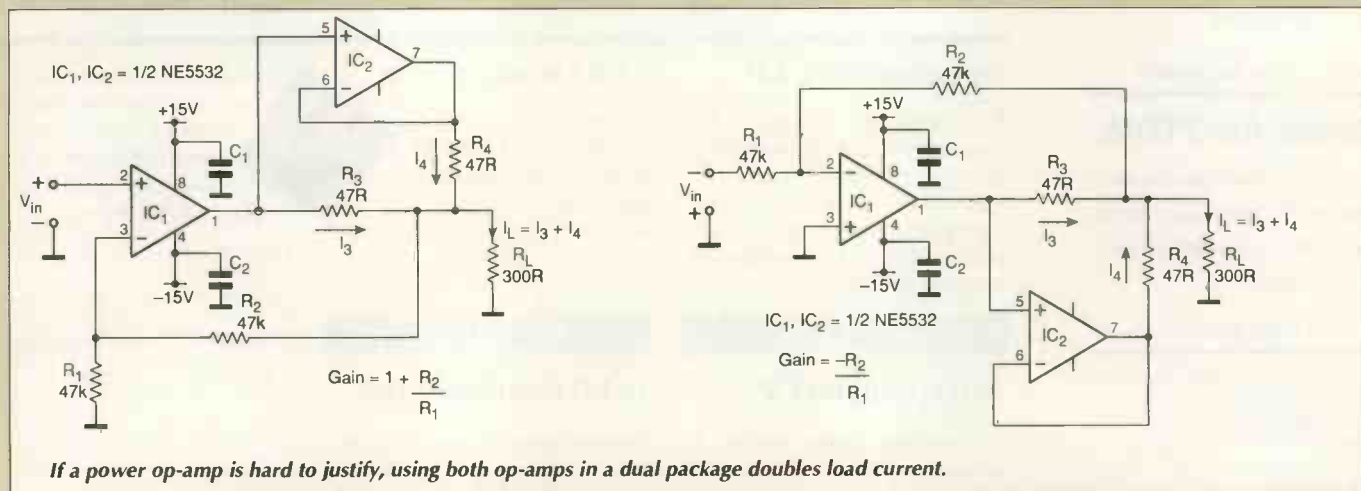 IC₁, IC₂ = 1/2 NE5532
5
+
IC₂
7
6
−
+15V
C₁
R₄
47R
I₄
R₃
47R
+
Vin
−
2
+
8
IC₁
1
3
−
4
I₃
I_L = I₃ + I₄
R_L
300R
C₂
−15V
R₂
47k
R₁
47k
Gain = 1 + R₂
R₁
R₂
47k
+15V
R₁
47k
C₁
−
Vin
+
2
−
8
IC₁
1
3
+
4
R₃
47R
I₃
I_L = I₃ + I₄
C₂
−15V
I₄
R₄
47R
R_L
300R
IC₁, IC₂ = 1/2 NE5532
5
+
IC₂
7
6
−
Gain = −R₂
R₁
If a power op-amp is hard to justify, using both op-amps in a dual package doubles load current.